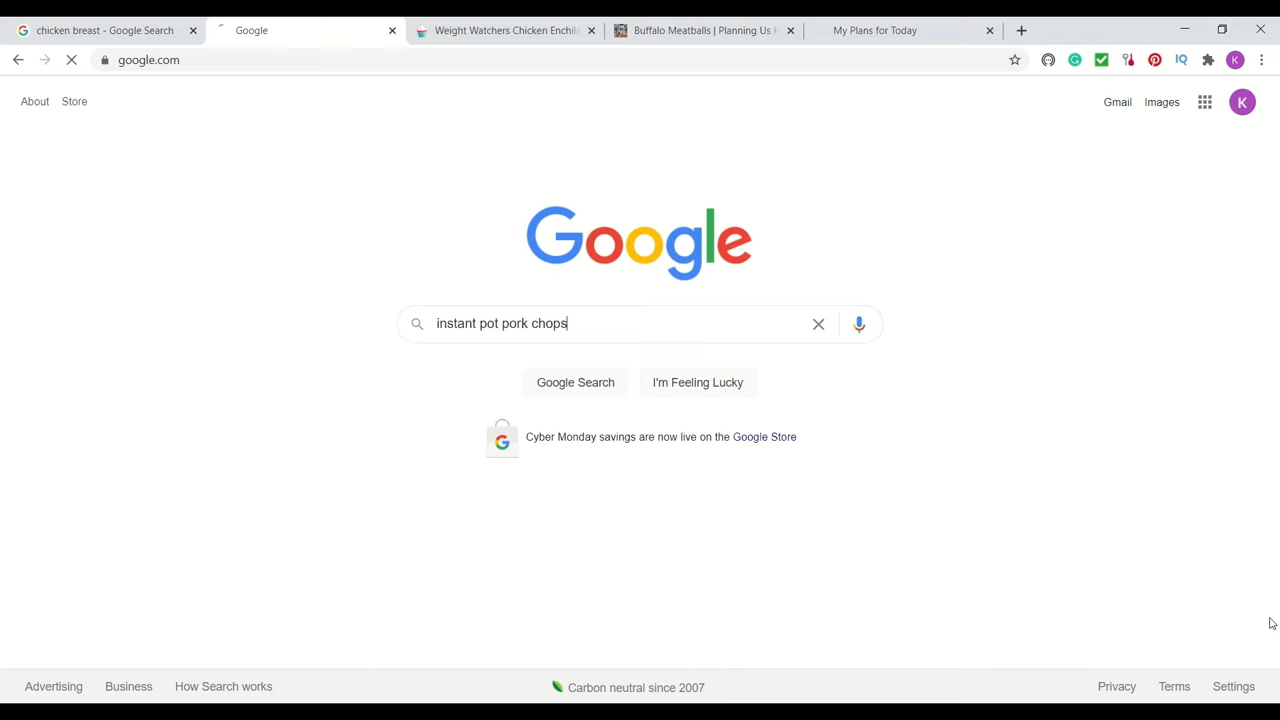 chicken breast - Google Search
Google
Weight Watchers Chicken Enchila
Buffalo Meatballs | Planning Us H
My Plans for Today
google.com
IQ
K
About
Store
Gmail
Images
K
Google
instant pot pork chops
Google Search
I'm Feeling Lucky
G
Cyber Monday savings are now live on the Google Store
Advertising
Business
How Search works
Carbon neutral since 2007
Privacy
Terms
Settings